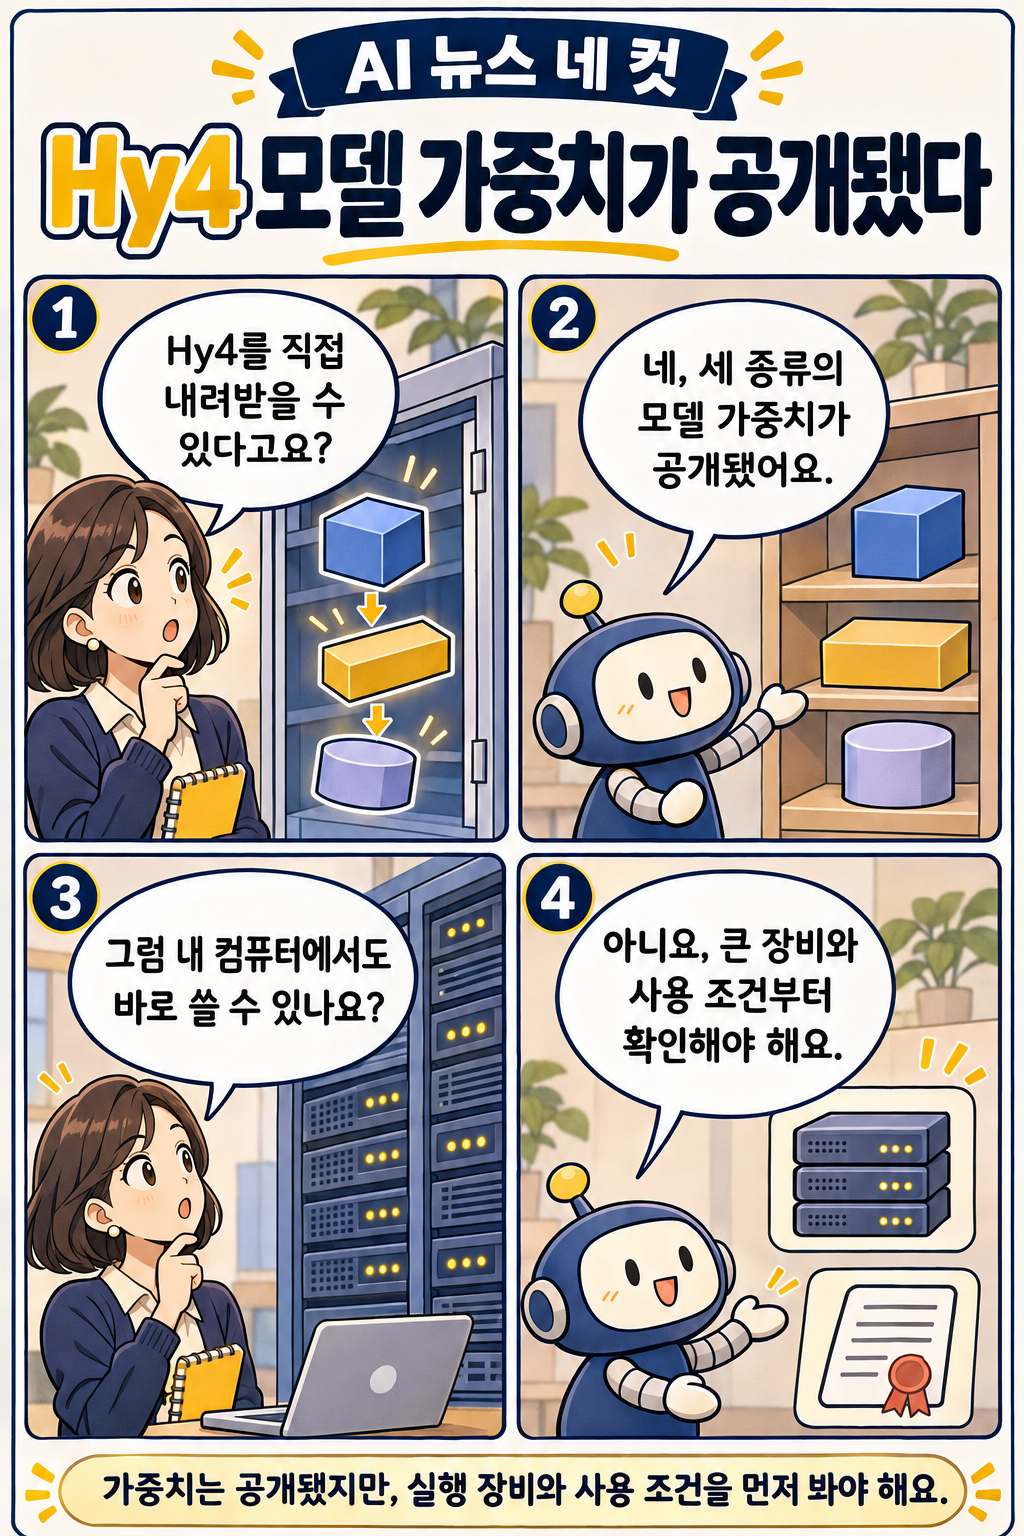 AI 뉴스 네 컷
Hy4 모델 가중치가 공개됐다
1
Hy4를 직접
내려받을 수
있다고요?
2
네, 세 종류의
모델 가중치가
공개됐어요.
3
그럼 내 컴퓨터에서도
바로 쓸 수 있나요?
4
아니요, 큰 장비와
사용 조건부터
확인해야 해요.
가중치는 공개됐지만, 실행 장비와 사용 조건을 먼저 봐야 해요.